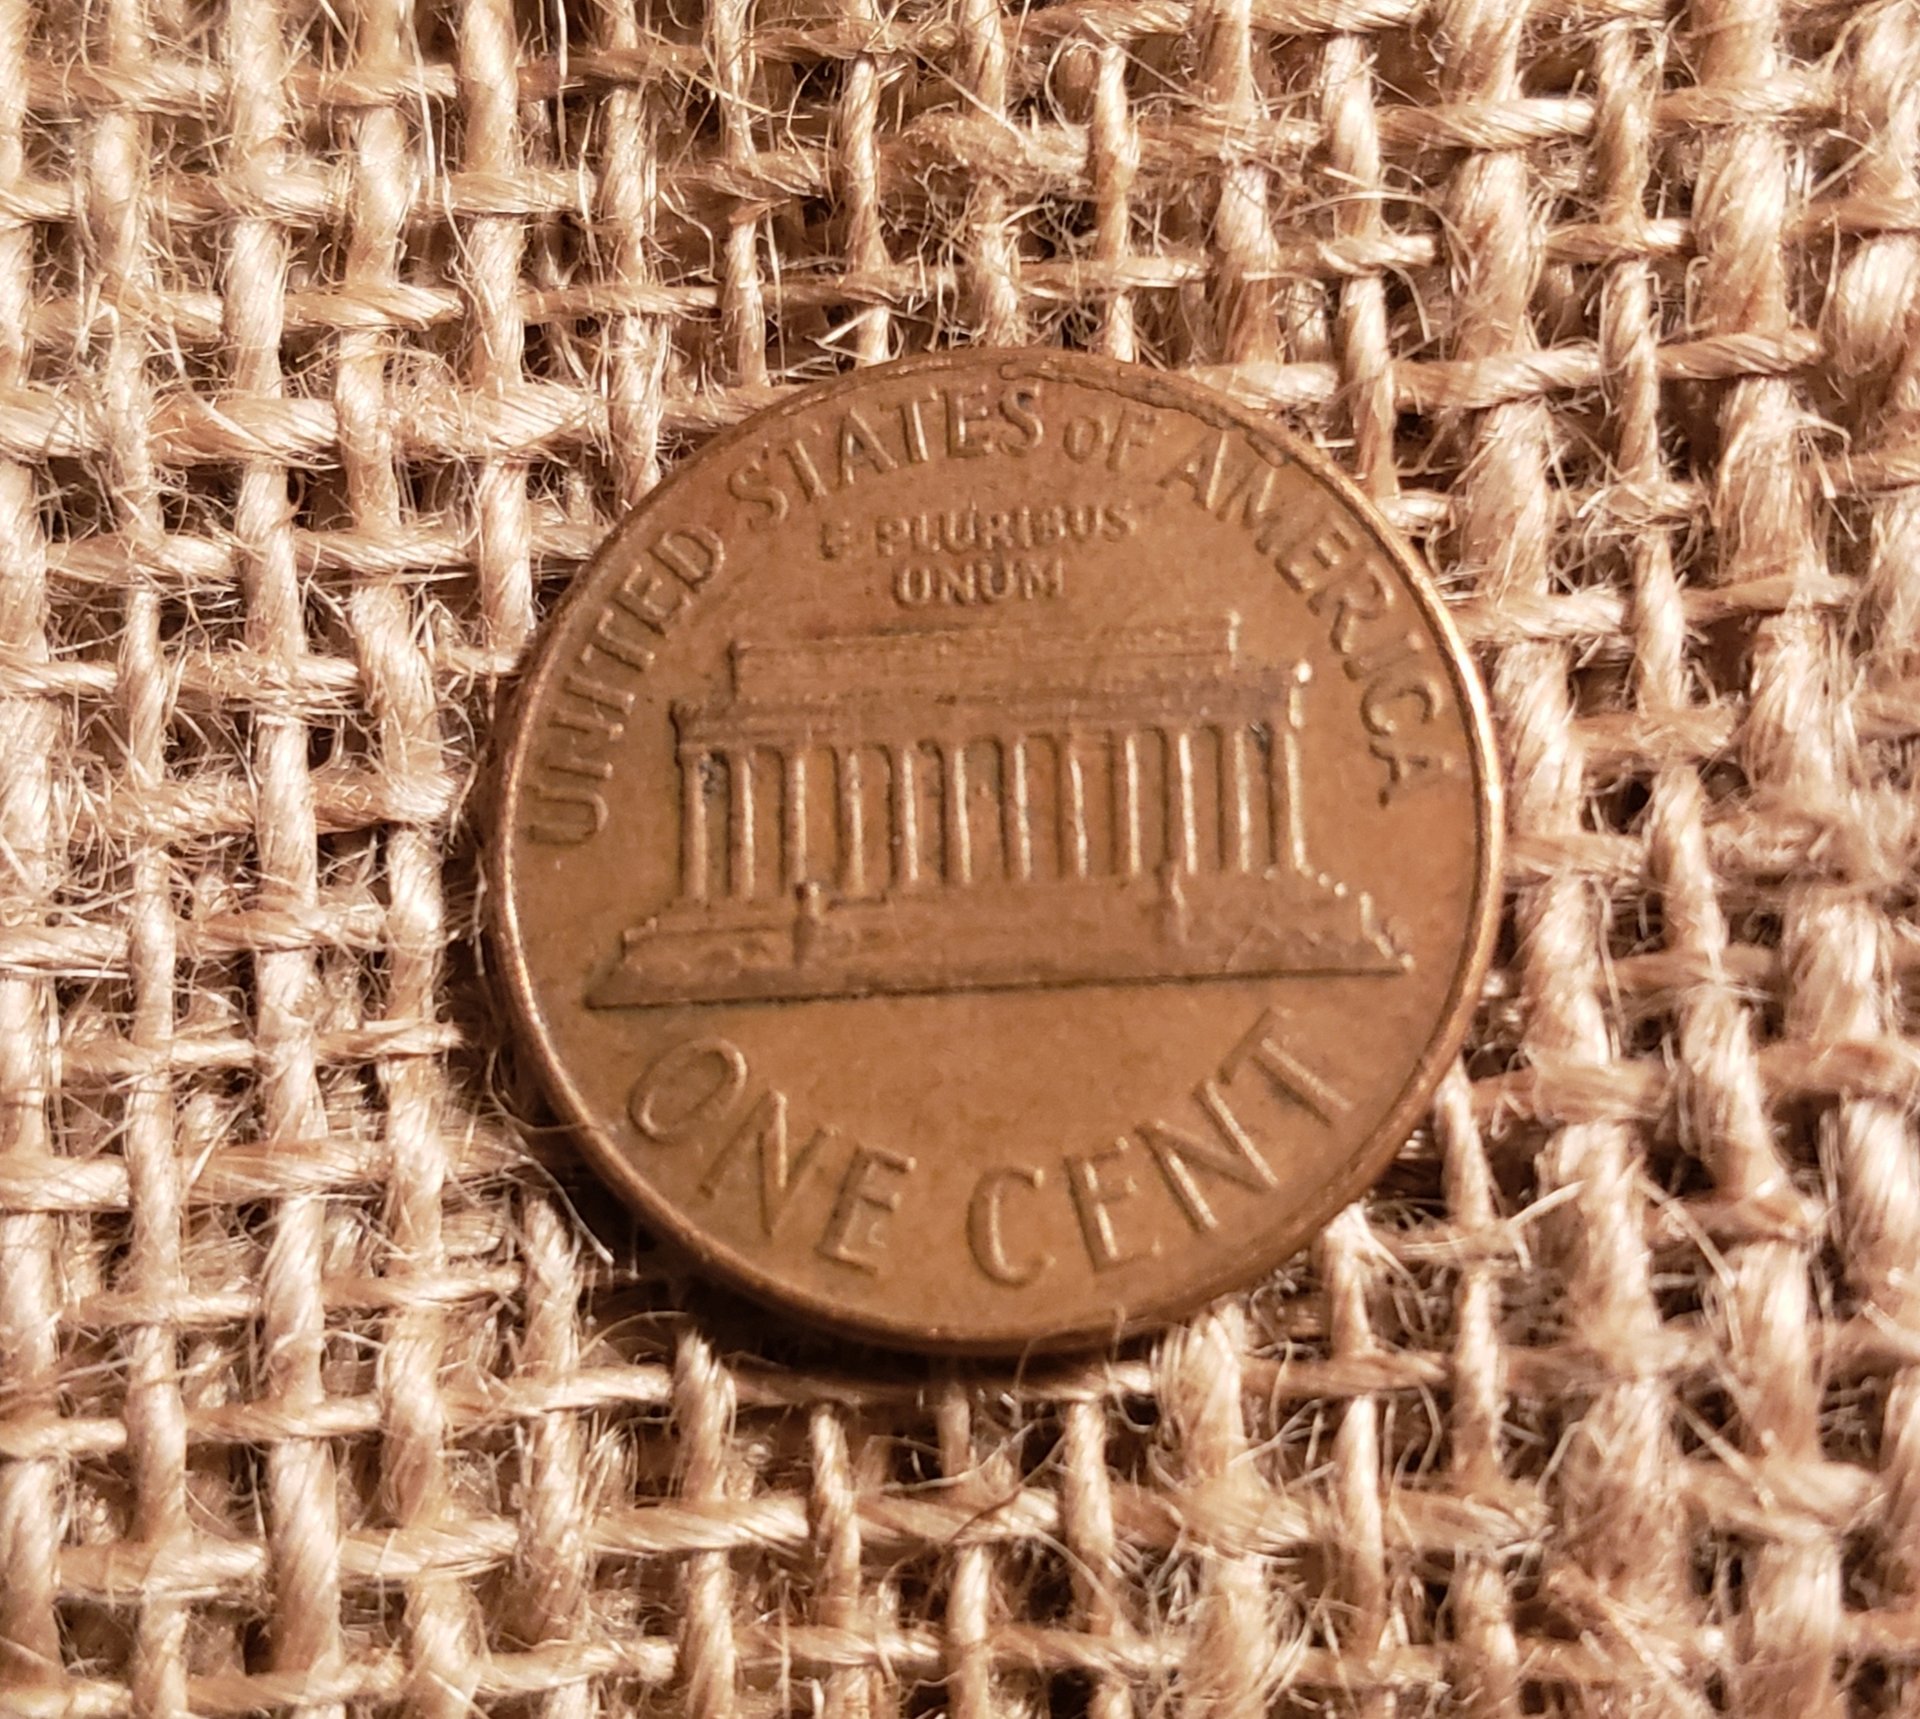 UNITED STATES OF AMERICA
E PLURIBUS
UNUM
ONE CENT